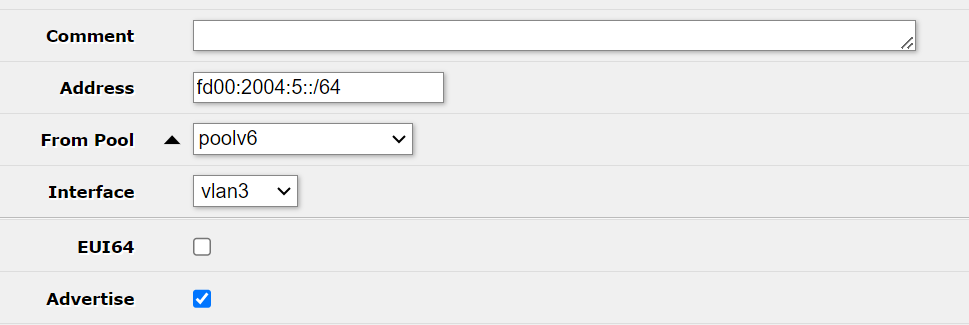 Comment
Address fd00:2004:5::/64
From Pool poolv6
Interface vlan3
EUI64
Advertise